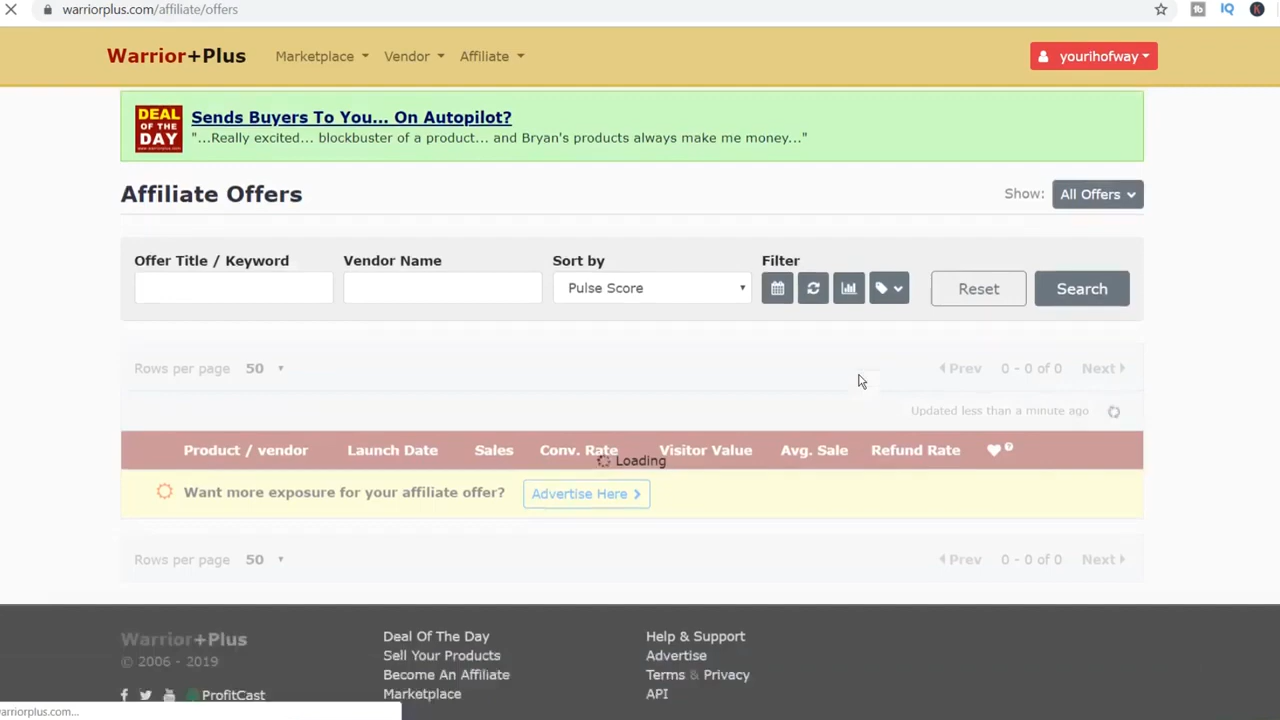 warriorplus.com/affiliate/offers
Warrior+Plus Marketplace Vendor Affiliate yourihofway
DEAL OF THE DAY
Sends Buyers To You... On Autopilot?
"...Really excited... blockbuster of a product... and Bryan's products always make me money..."
Affiliate Offers Show: All Offers
Offer Title / Keyword Vendor Name Sort by Filter
Pulse Score Reset Search
Rows per page 50 Prev 0 - 0 of 0 Next
Updated less than a minute ago
Product / vendor Launch Date Sales Conv. Rate Visitor Value Avg. Sale Refund Rate
Loading
Want more exposure for your affiliate offer? Advertise Here
Rows per page 50 Prev 0 - 0 of 0 Next
Warrior+Plus Deal Of The Day Help & Support
© 2006 - 2019 Sell Your Products Advertise
Become An Affiliate Terms & Privacy
ProfitCast Marketplace API
arriorplus.com...